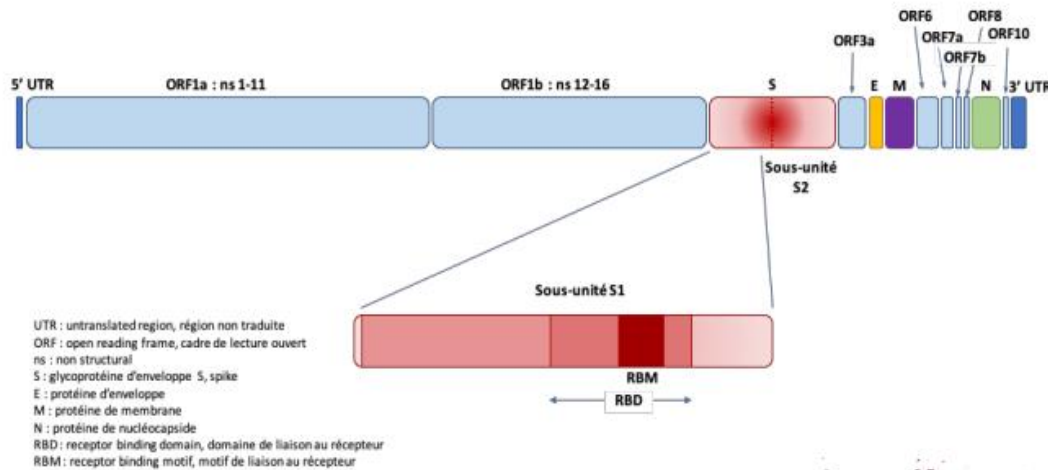 ORF6
ORF8
ORF7a
ORF10
ORF3a
ORF7b
5' UTR
ORF1a : ns 1-11
ORF1b : ns 12-16
S
E
M
N
3' UTR
Sous-unité
S2
Sous-unité S1
RBM
RBD
UTR : untranslated region, région non traduite
ORF : open reading frame, cadre de lecture ouvert
ns : non structural
S : glycoprotéine d'enveloppe S, spike
E : protéine d'enveloppe
M : protéine de membrane
N : protéine de nucléocapside
RBD : receptor binding domain, domaine de liaison au récepteur
RBM : receptor binding motif, motif de liaison au récepteur